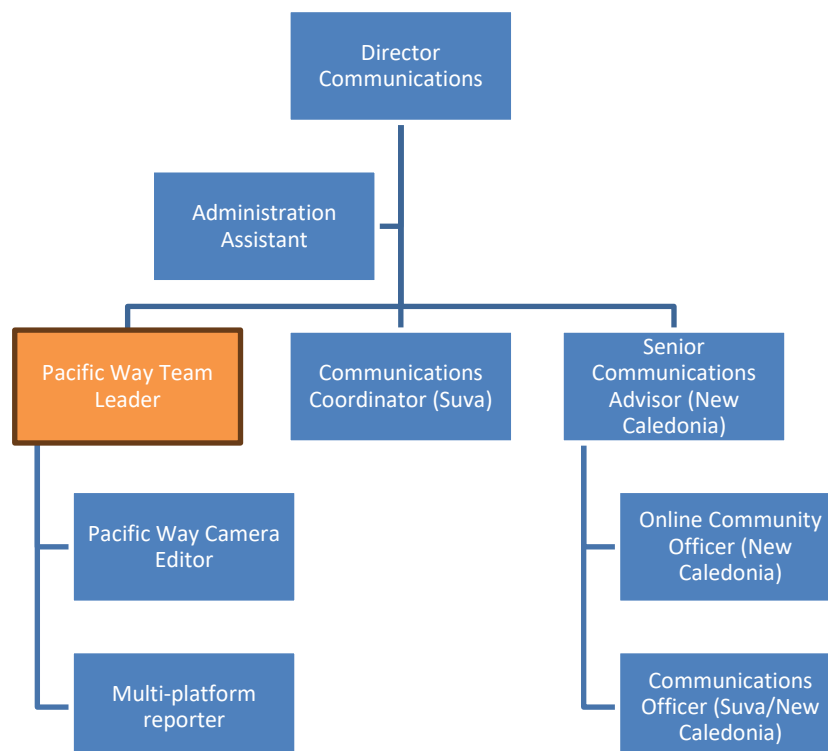 Director
Communications
Administration
Assistant
Pacific Way Team
Leader
Communications
Coordinator (Suva)
Senior
Communications
Advisor (New
Caledonia)
Pacific Way Camera
Editor
Online Community
Officer (New
Caledonia)
Multi-platform
reporter
Communications
Officer (Suva/New
Caledonia)